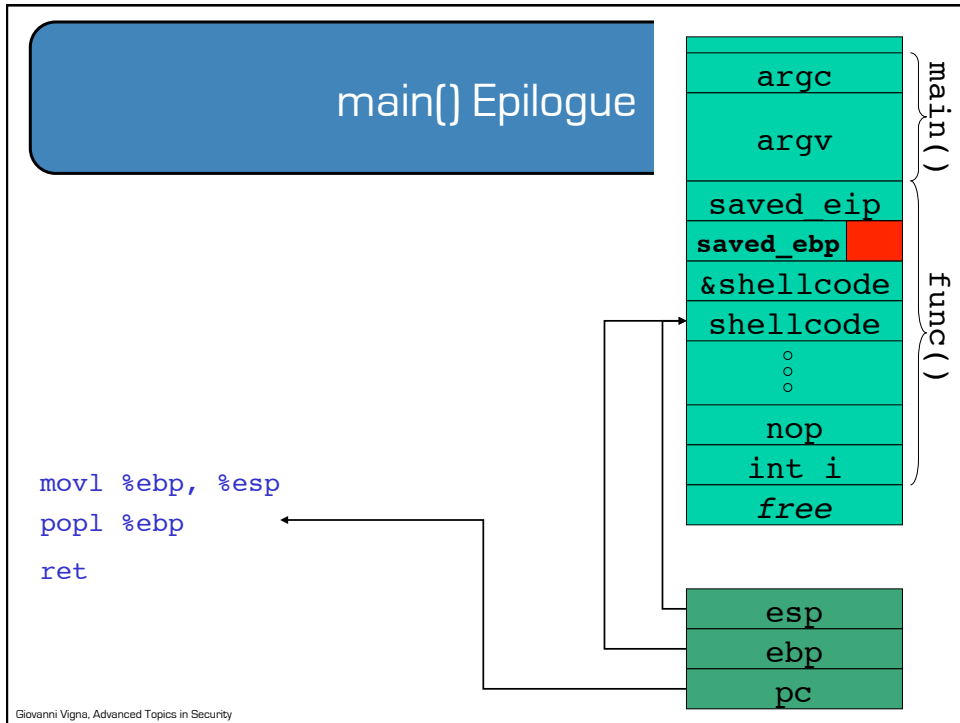 main() Epilogue
argc
argv
main()
saved_eip
saved_ebp
&shellcode
shellcode
func()
nop
int i
free
movl %ebp, %esp
popl %ebp
ret
esp
ebp
pc
Giovanni Vigna, Advanced Topics in Security